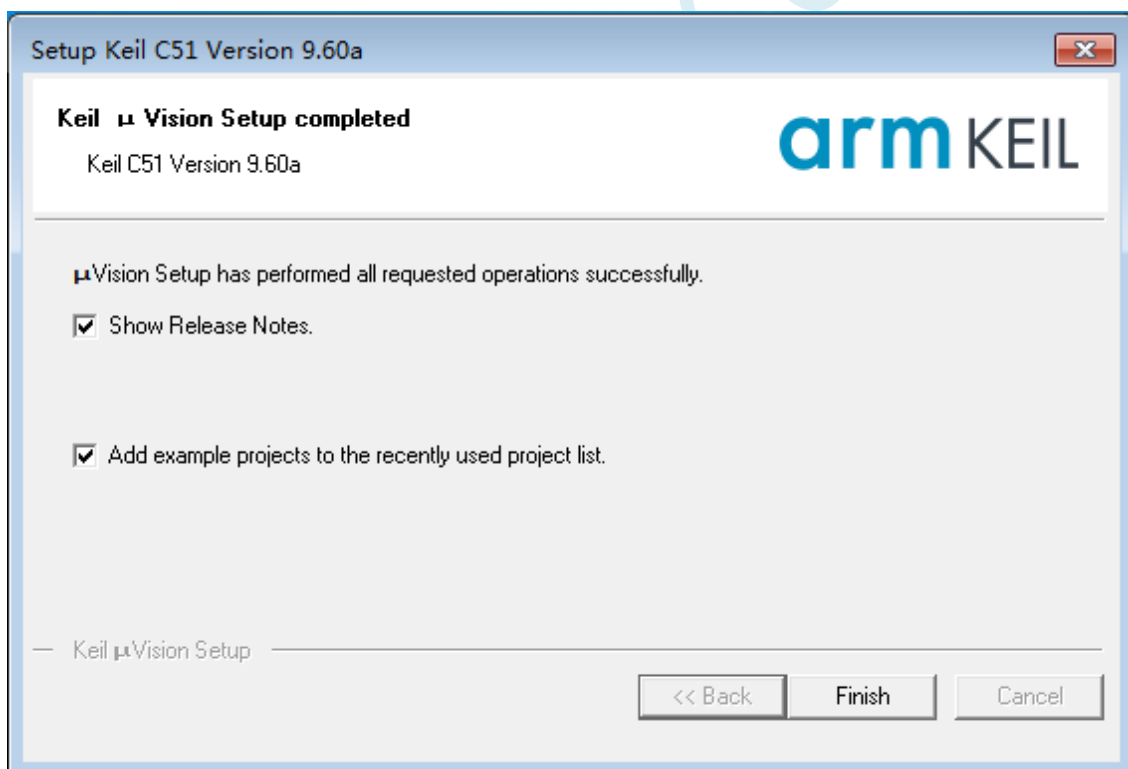 Setup Keil C51 Version 9.60a
Keil μ Vision Setup completed
Keil C51 Version 9.60a
arm KEIL
μVision Setup has performed all requested operations successfully.
Show Release Notes.
Add example projects to the recently used project list.
Keil μVision Setup
<< Back
Finish
Cancel